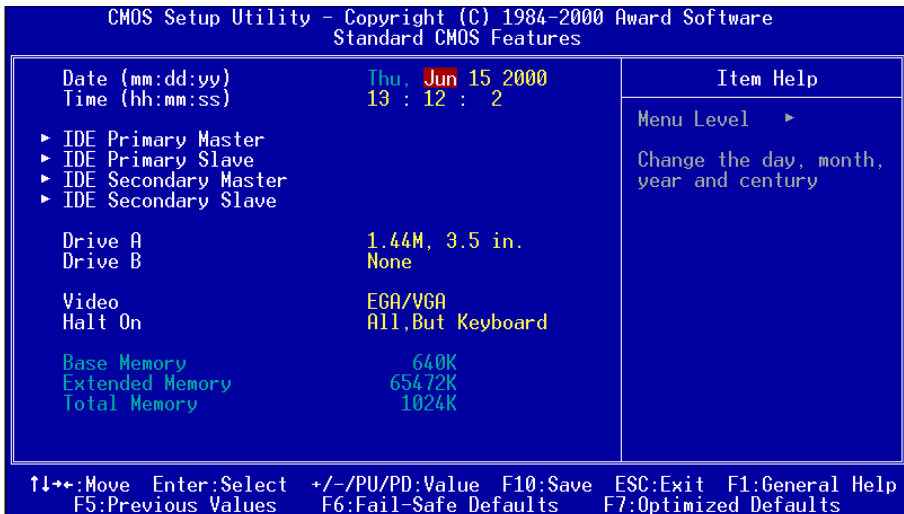 CMOS Setup Utility - Copyright (C) 1984-2000 Award Software
Standard CMOS Features
Date (mm:dd:yy) Thu, Jun 15 2000
Time (hh:mm:ss) 13 : 12 : 2
► IDE Primary Master
► IDE Primary Slave
► IDE Secondary Master
► IDE Secondary Slave
Drive A 1.44M, 3.5 in.
Drive B None
Video EGA/VGA
Halt On All,But Keyboard
Base Memory 640K
Extended Memory 65472K
Total Memory 1024K
Item Help
Menu Level ►
Change the day, month,
year and century
↑↓→←:Move Enter:Select +/-/PU/PD:Value F10:Save ESC:Exit F1:General Help
F5:Previous Values F6:Fail-Safe Defaults F7:Optimized Defaults